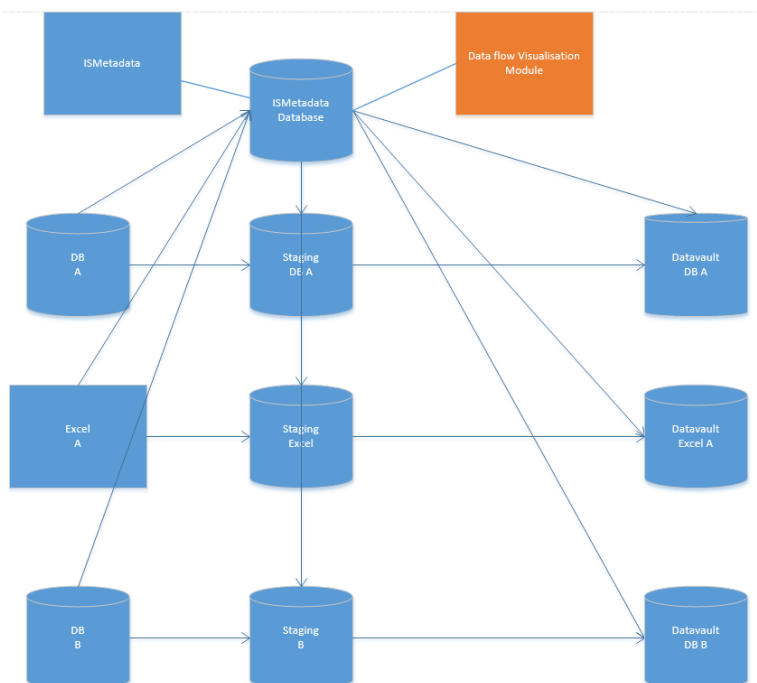 ISMetadata
Data flow Visualisation
Module
ISMetadata
Database
DB
A
Staging
DB A
Datavault
DB A
Excel
A
Staging
Excel
Datavault
Excel A
DB
B
Staging
B
Datavault
DB B